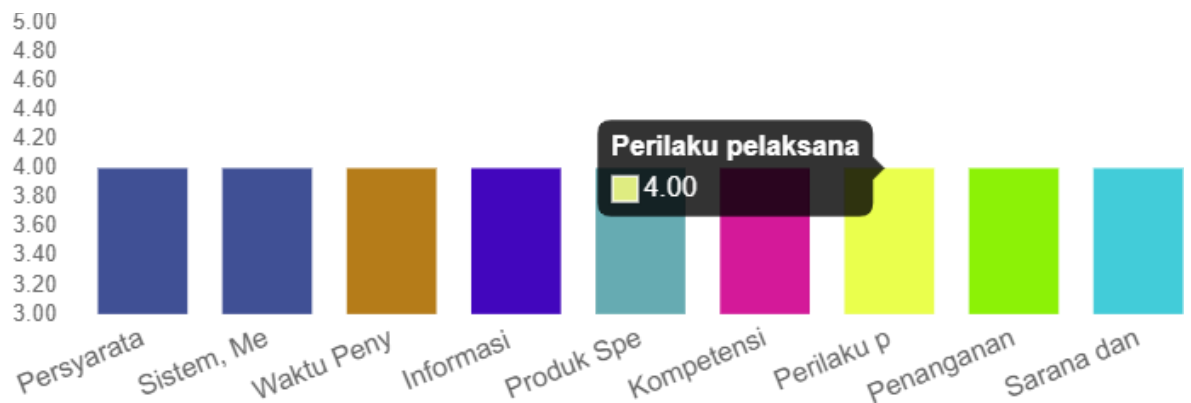 5.00
4.80
4.60
4.40
4.20
4.00
3.80
3.60
3.40
3.20
3.00
Perilaku pelaksana
4.00
Persyarata
Sistem, Me
Waktu Peny
Informasi
Produk Spe
Kompetensi
Perilaku p
Penanganan
Sarana dan